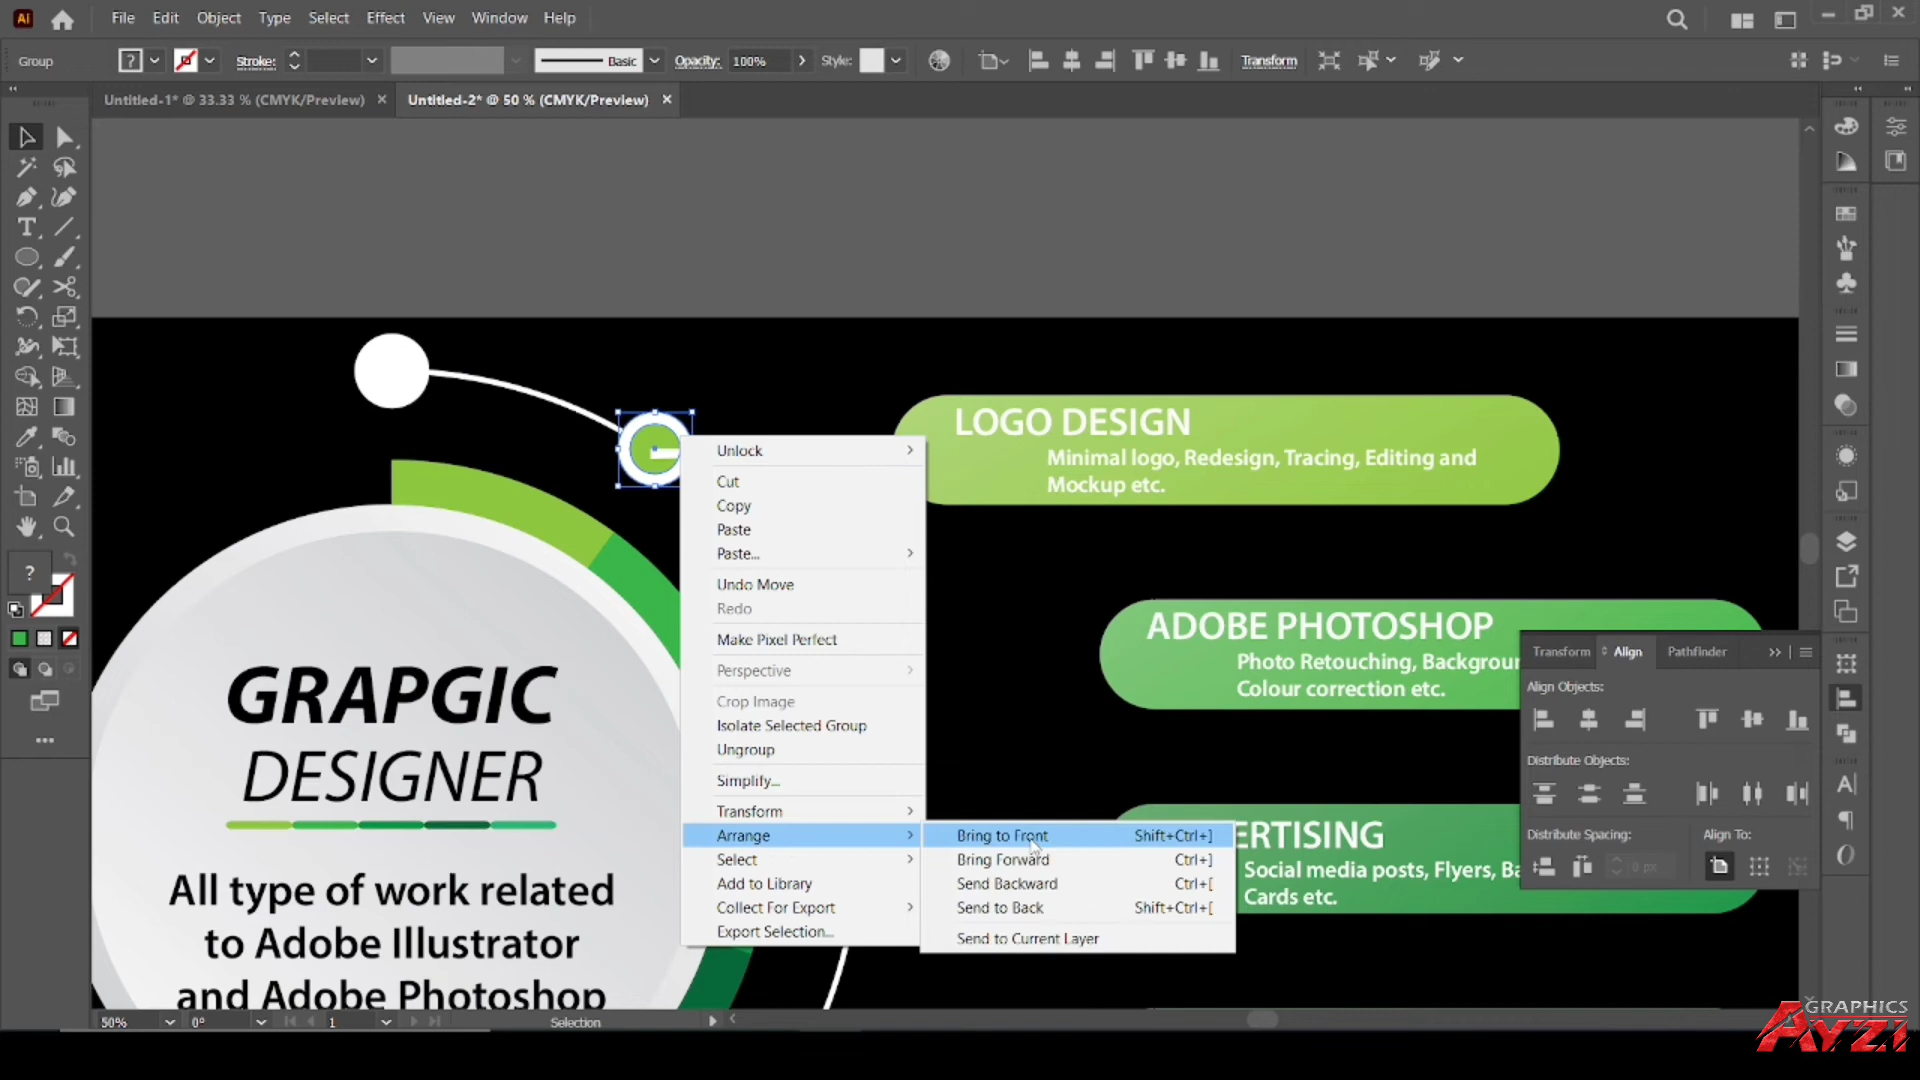 Ai File Edit Object Type Select Effect View Window Help
Group ? Stroke: Basic Opacity: 100% Style: Transform
Untitled-1* @ 33.33 % (CMYK/Preview) × Untitled-2* @ 50 % (CMYK/Preview) ×
LOGO DESIGN
Minimal logo, Redesign, Tracing, Editing and
Mockup etc.
Unlock
Cut
Copy
Paste
Paste...
Undo Move
Redo
Make Pixel Perfect
Perspective
Crop Image
Isolate Selected Group
Ungroup
Simplify...
Transform
Arrange
Select
Add to Library
Collect For Export
Export Selection...
Bring to Front Shift+Ctrl+]
Bring Forward Ctrl+]
Send Backward Ctrl+[
Send to Back Shift+Ctrl+[
Send to Current Layer
?
ADOBE PHOTOSHOP
Photo Retouching, Backgroun
Colour correction etc.
Transform Align Pathfinder
Align Objects:
Distribute Objects:
Distribute Spacing: Align To:
0 px
ERTISING
Social media posts, Flyers, Ba
Cards etc.
GRAPGIC
DESIGNER
All type of work related
to Adobe Illustrator
and Adobe Photoshop
50% 0° 1 Selection
GRAPHICS
AYZI